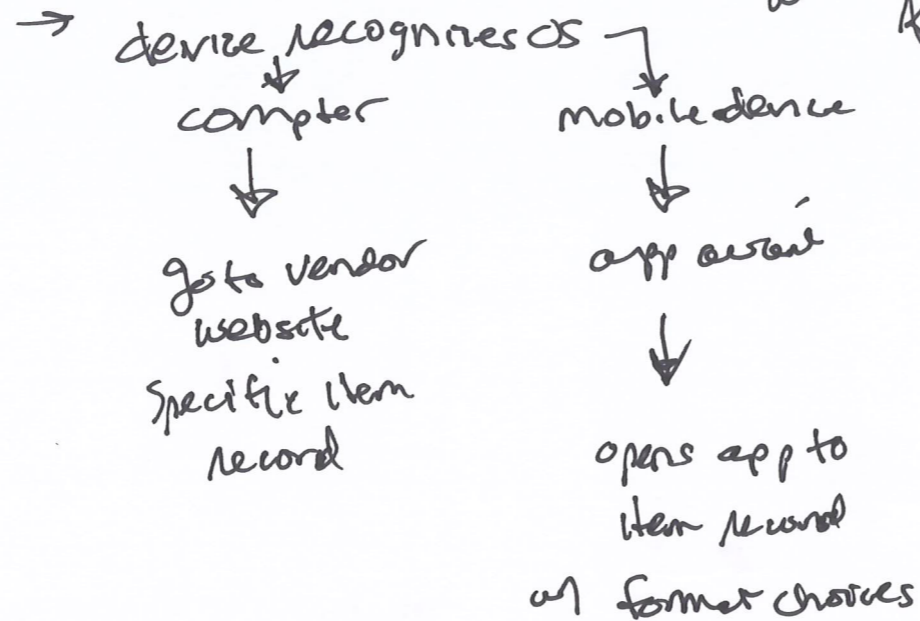 → device recognizes OS
computer
mobile device
go to vendor
website
specific item
record
app
opens app to
item record
w/ format choices